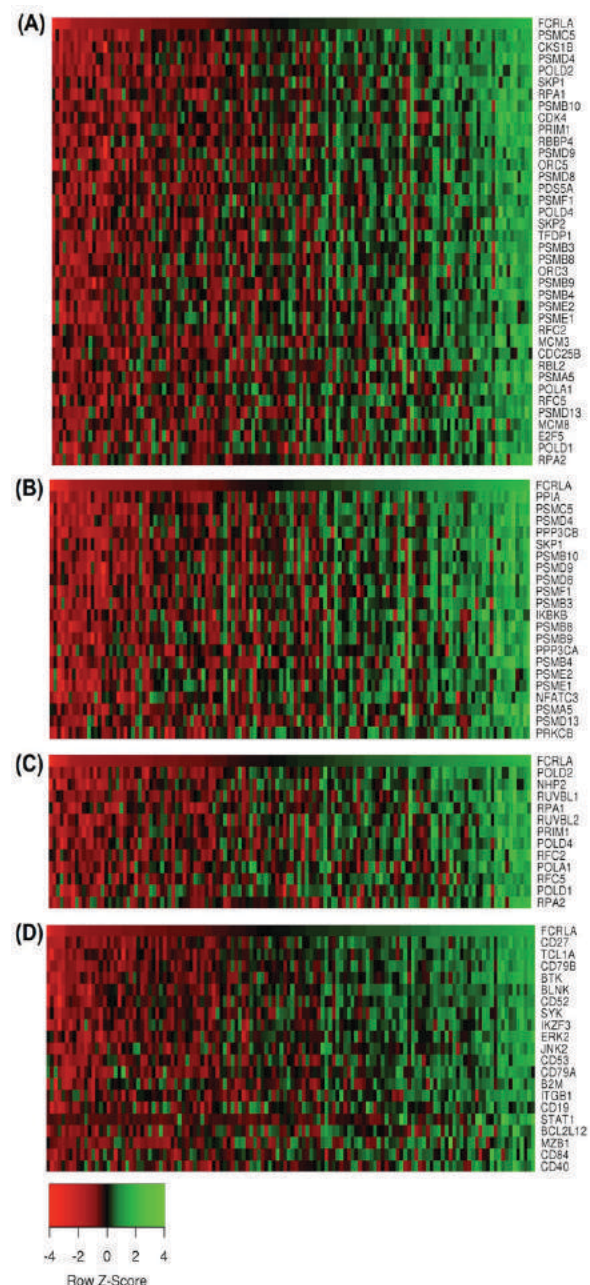 (A)
FCRLA
PSMC5
CKS1B
PSMD4
POLD2
SKP1
RPA1
PSMB10
CDK4
PRIM1
RBBP4
PSMD9
ORC5
PSMD8
PDS5A
PSMF1
POLD4
SKP2
TFDP1
PSMB3
PSMB8
ORC3
PSMB9
PSMB4
PSME2
PSME1
RFC2
MCM3
CDC25B
RBL2
PSMA5
POLA1
RFC5
PSMD13
MCM8
E2F5
POLD1
RPA2
(B)
FCRLA
PPIA
PSMC5
PSMD4
PPP3CB
SKP1
PSMB10
PSMD9
PSMD8
PSMF1
PSMB3
IKBKB
PSMB8
PSMB9
PPP3CA
PSMB4
PSME2
PSME1
NFATC3
PSMA5
PSMD13
PRKCB
(C)
FCRLA
POLD2
NHP2
RUVBL1
RPA1
RUVBL2
PRIM1
POLD4
RFC2
POLA1
RFC5
POLD1
RPA2
(D)
FCRLA
CD27
TCL1A
CD79B
BTK
BLNK
CD52
SYK
IKZF3
ERK2
JNK2
CD53
CD79A
B2M
ITGB1
CD19
STAT1
BCL2L12
MZB1
CD84
CD40
-4 -2 0 2 4
Row Z-Score